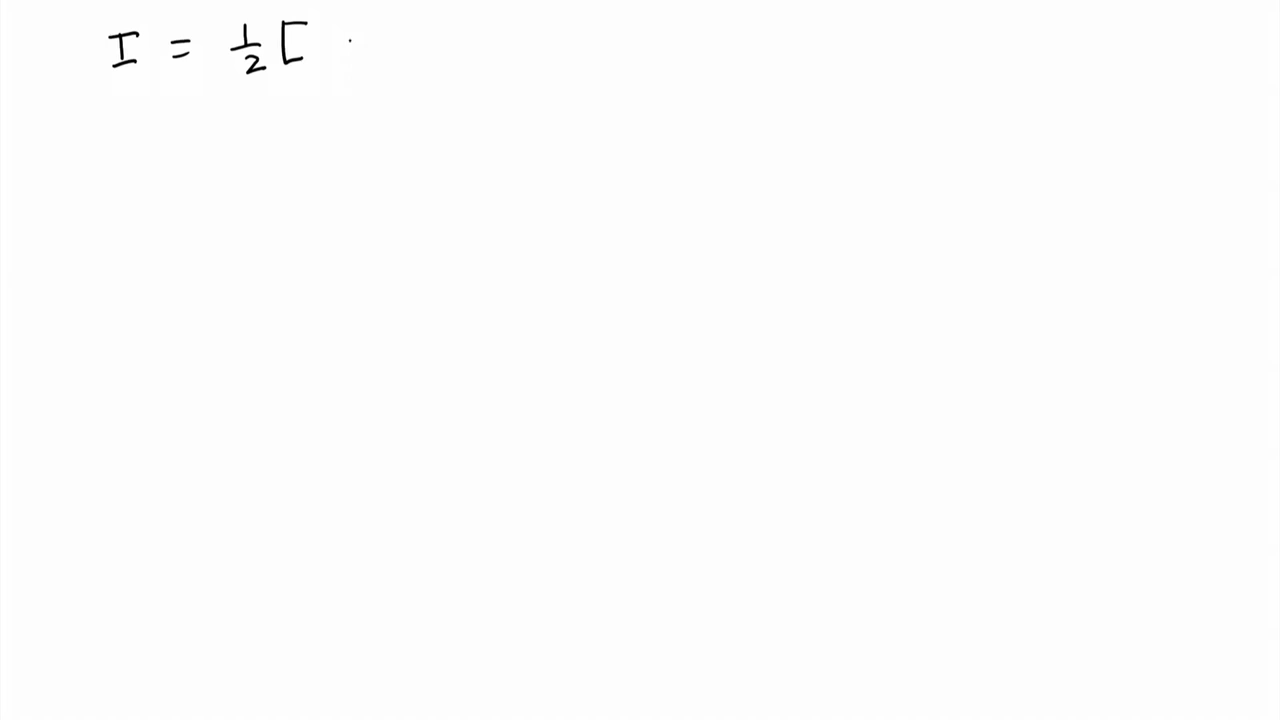 I = 1/2 [